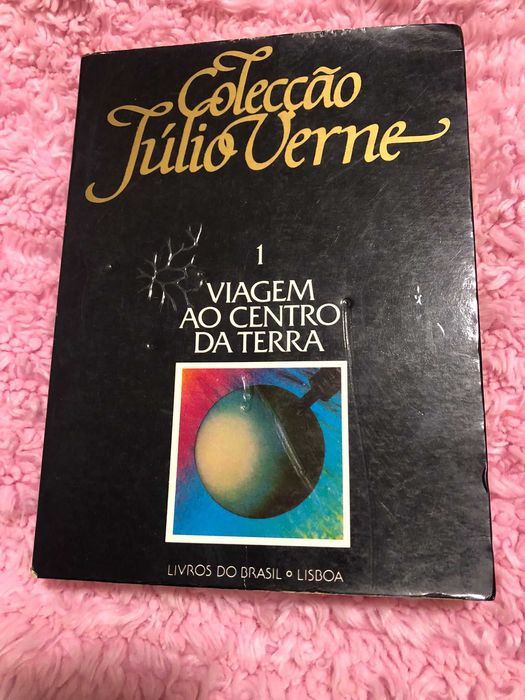 Colecção
Júlio Verne
1
VIAGEM
AO CENTRO
DA TERRA
LIVROS DO BRASIL • LISBOA